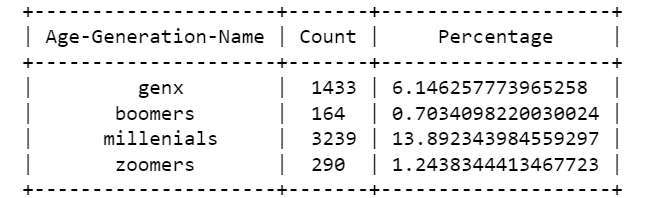 +---------------------+-------+--------------------+
| Age-Generation-Name | Count |     Percentage     |
+---------------------+-------+--------------------+
|         genx        |  1433 | 6.146257773965258  |
|       boomers       |  164  | 0.7034098220030024 |
|      millenials     |  3239 | 13.892343984559297 |
|       zoomers       |  290  | 1.2438344413467723 |
+---------------------+-------+--------------------+